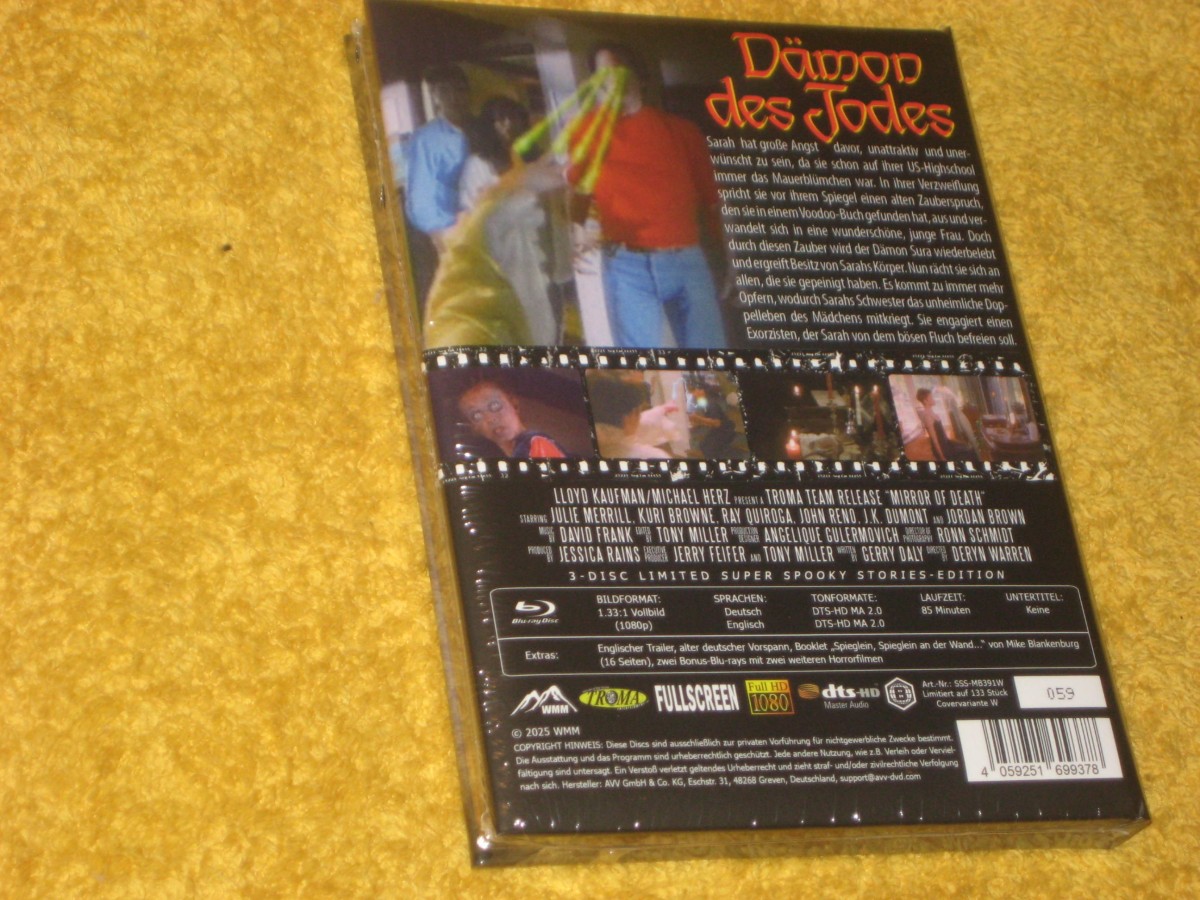 Dämon
des Todes
Sarah hat große Angst davor, unattraktiv und uner-
wünscht zu sein, da sie schon auf ihrer US-Highschool
immer das Mauerblümchen war. In ihrer Verzweiflung
spricht sie vor ihrem Spiegel einen alten Zauberspruch,
den sie in einem Voodoo-Buch gefunden hat, aus und ver-
wandelt sich in eine wunderschöne, junge Frau. Doch
durch diesen Zauber wird der Dämon Sura wiederbelebt
und ergreift Besitz von Sarahs Körper. Nun rächt sie sich an
allen, die sie gepeinigt haben. Es kommt zu immer mehr
Opfern, wodurch Sarahs Schwester das unheimliche Dop-
pelleben des Mädchens mitkriegt. Sie engagiert einen
Exorzisten, der Sarah von dem bösen Fluch befreien soll.
LLOYD KAUFMAN/MICHAEL HERZ PRESENT A TROMA TEAM RELEASE "MIRROR OF DEATH"
STARRING JULIE MERRILL, KURI BROWNE, RAY QUIROGA, JOHN RENO, J.K. DUMONT AND JORDAN BROWN
MUSIC BY DAVID FRANK EDITED BY TONY MILLER PRODUCTION DESIGNER ANGELIQUE GULERMOVICH DIRECTOR OF PHOTOGRAPHY RONN SCHMIDT
PRODUCED BY JESSICA RAINS EXECUTIVE PRODUCER JERRY FEIFER AND TONY MILLER WRITTEN BY GERRY DALY DIRECTED BY DERYN WARREN
3-DISC LIMITED SUPER SPOOKY STORIES-EDITION
Blu-ray Disc
BILDFORMAT: SPRACHEN: TONFORMATE: LAUFZEIT: UNTERTITEL:
1.33:1 Vollbild Deutsch DTS-HD MA 2.0 85 Minuten Keine
(1080p) Englisch DTS-HD MA 2.0
Extras: Englischer Trailer, alter deutscher Vorspann, Booklet „Spieglein, Spieglein an der Wand...“ von Mike Blankenburg
(16 Seiten), zwei Bonus-Blu-rays mit zwei weiteren Horrorfilmen
WMM TROMA FULLSCREEN Full HD 1080 dts-HD Master Audio
Art.-Nr.: SSS-MB391W
Limitiert auf 133 Stück
Covervariante W
059
© 2025 WMM
COPYRIGHT HINWEIS: Diese Discs sind ausschließlich zur privaten Vorführung für nichtgewerbliche Zwecke bestimmt.
Die Ausstattung und das Programm sind urheberrechtlich geschützt. Jede andere Nutzung, wie z.B. Verleih oder Verviel-
fältigung sind untersagt. Ein Verstoß verletzt geltendes Urheberrecht und zieht straf- und/oder zivilrechtliche Verfolgung
nach sich. Hersteller: AVV GmbH & Co. KG, Eschstr. 31, 48268 Greven, Deutschland, support@avv-dvd.com
4 059251 699378